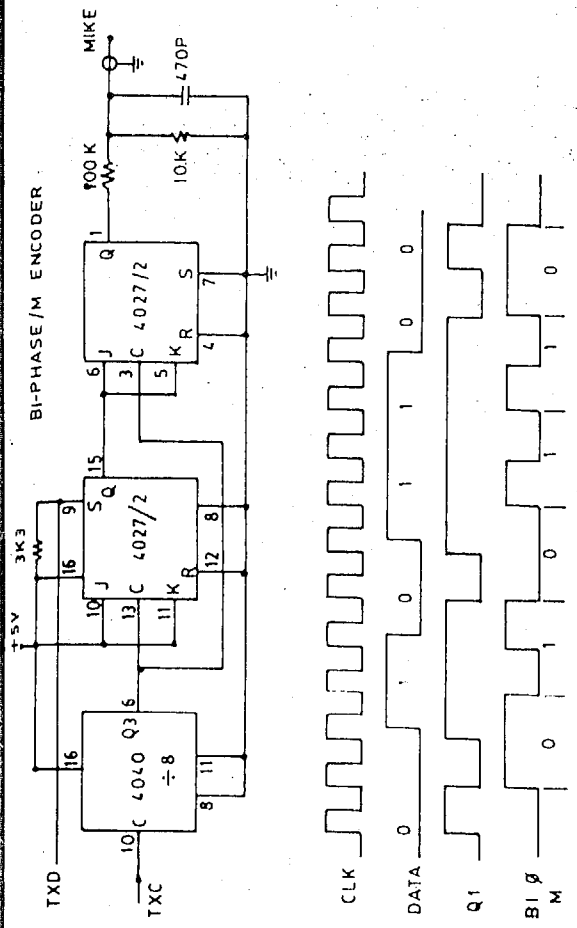 BI-PHASE/M ENCODER
+5V
3K3
TXD
TXC
10 C
16
4040
÷8
Q3 6
8
11
16
10 J
13 C
11 K
9
S
Q 15
4027/2
R
12
8
6 J
3 C
5 K
Q 1
4027/2
R
4
S
7
100K
10K
470P
MIKE
CLK
DATA
0 1 0 1 1 0 0
Q1
BI Ø
M
0 1 0 1 1 0